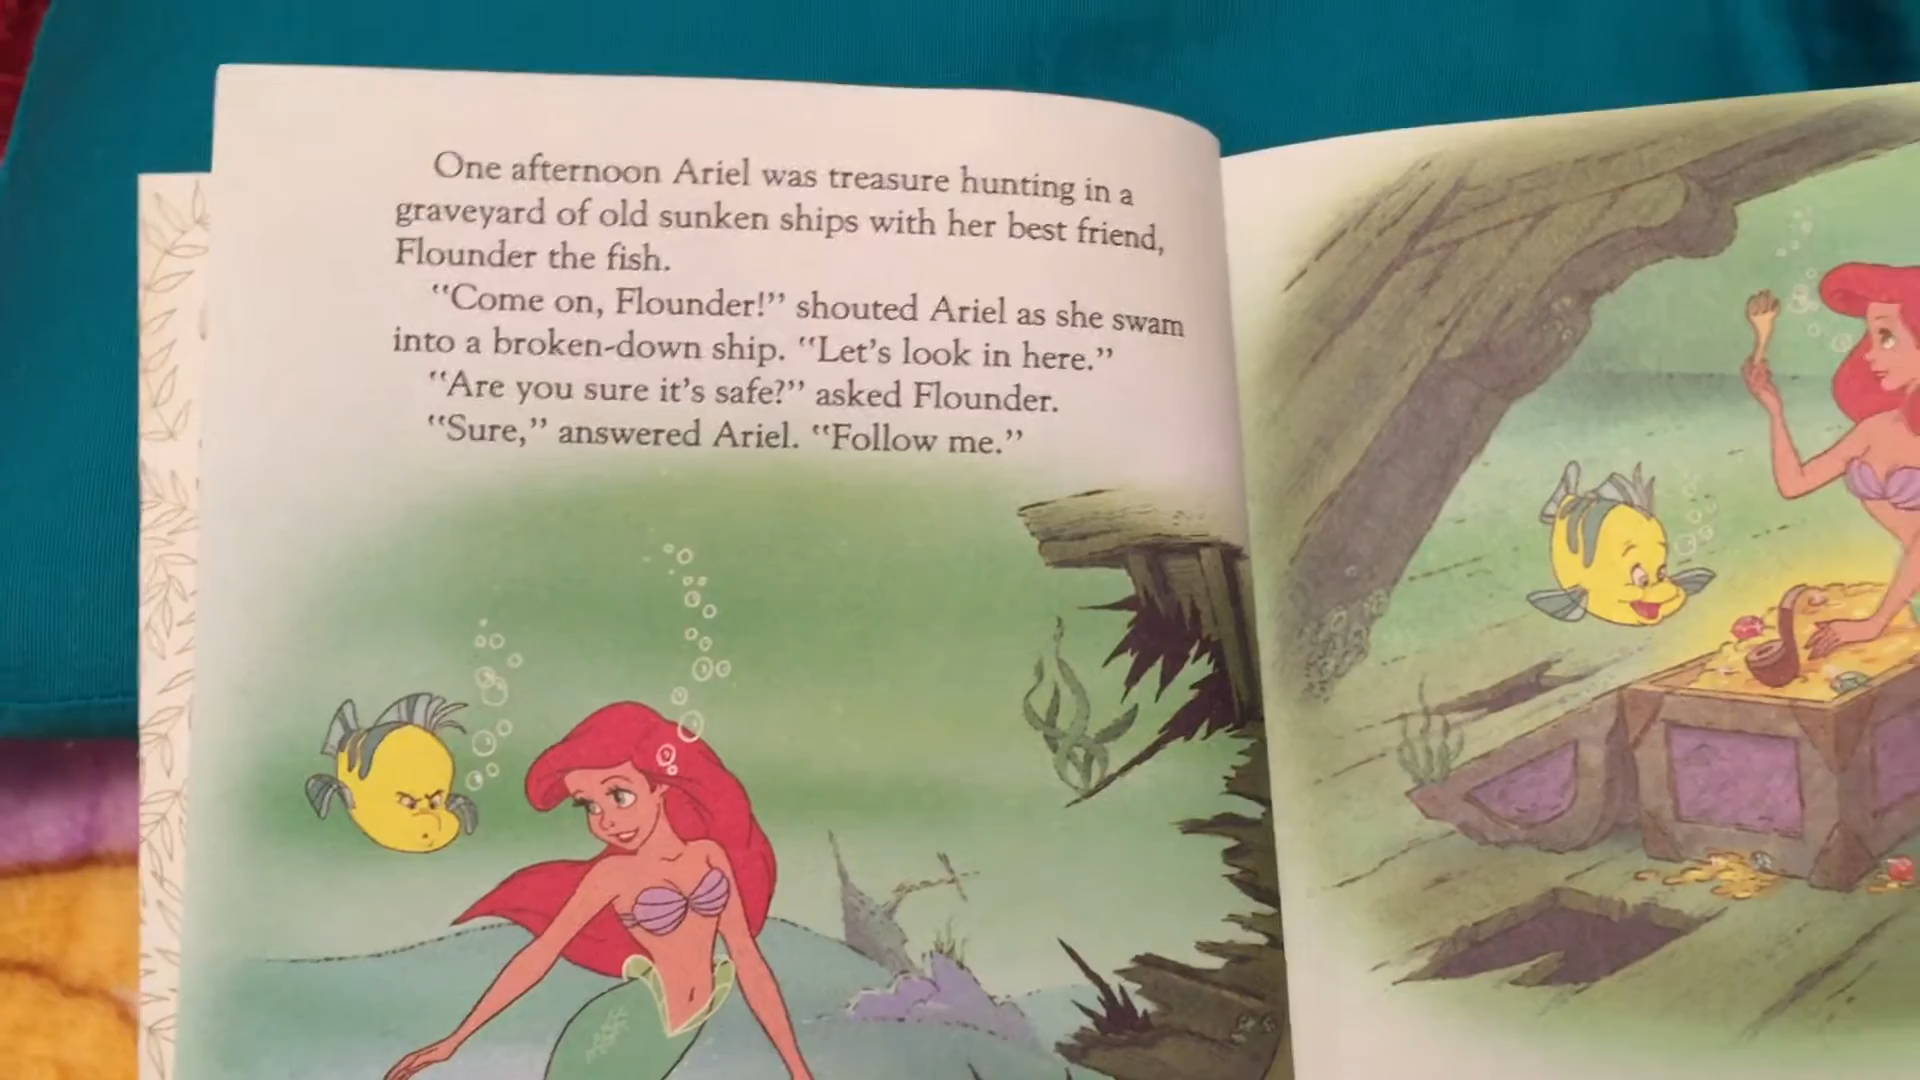 One afternoon Ariel was treasure hunting in a
graveyard of old sunken ships with her best friend,
Flounder the fish.
“Come on, Flounder!” shouted Ariel as she swam
into a broken-down ship. “Let’s look in here.”
“Are you sure it’s safe?” asked Flounder.
“Sure,” answered Ariel. “Follow me.”